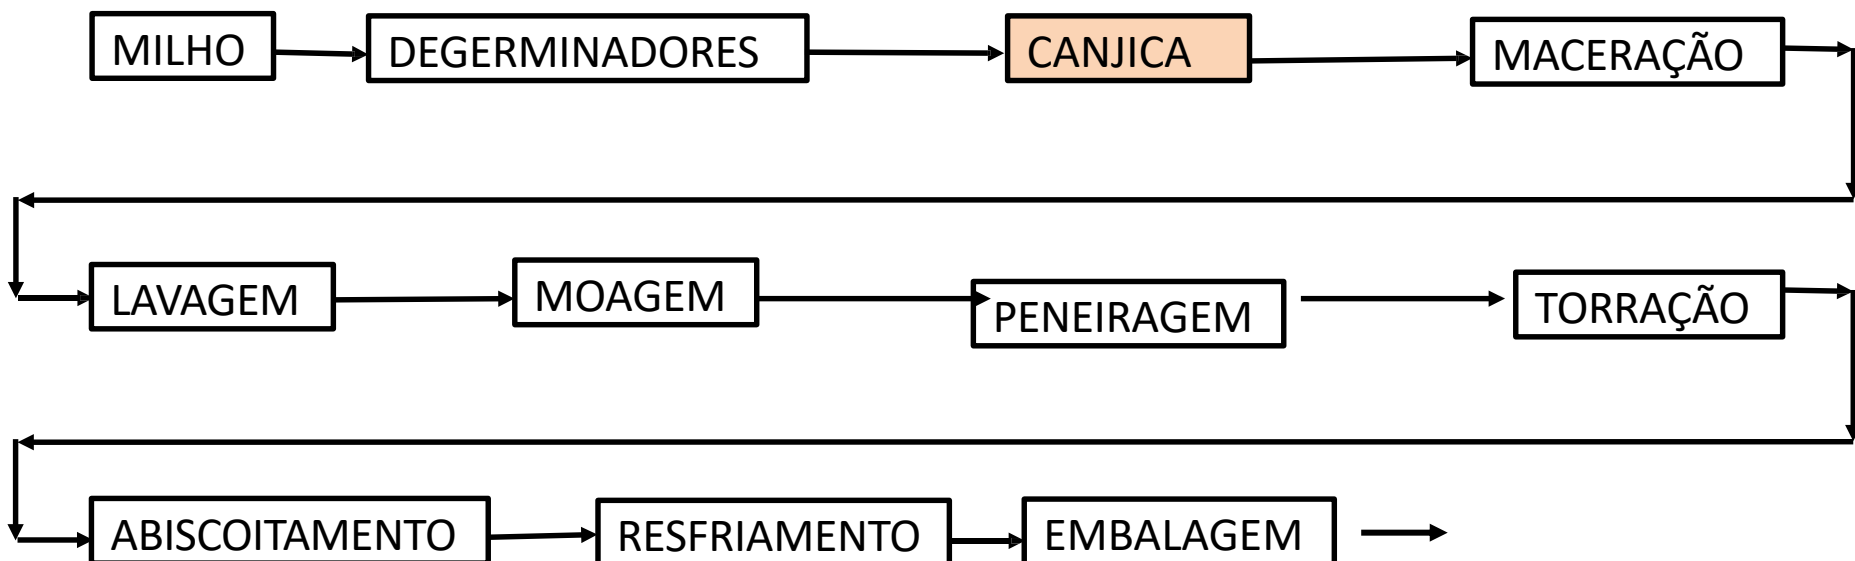 MILHO
DEGERMINADORES
CANJICA
MACERAÇÃO
LAVAGEM
MOAGEM
PENEIRAGEM
TORRAÇÃO
ABISCOITAMENTO
RESFRIAMENTO
EMBALAGEM